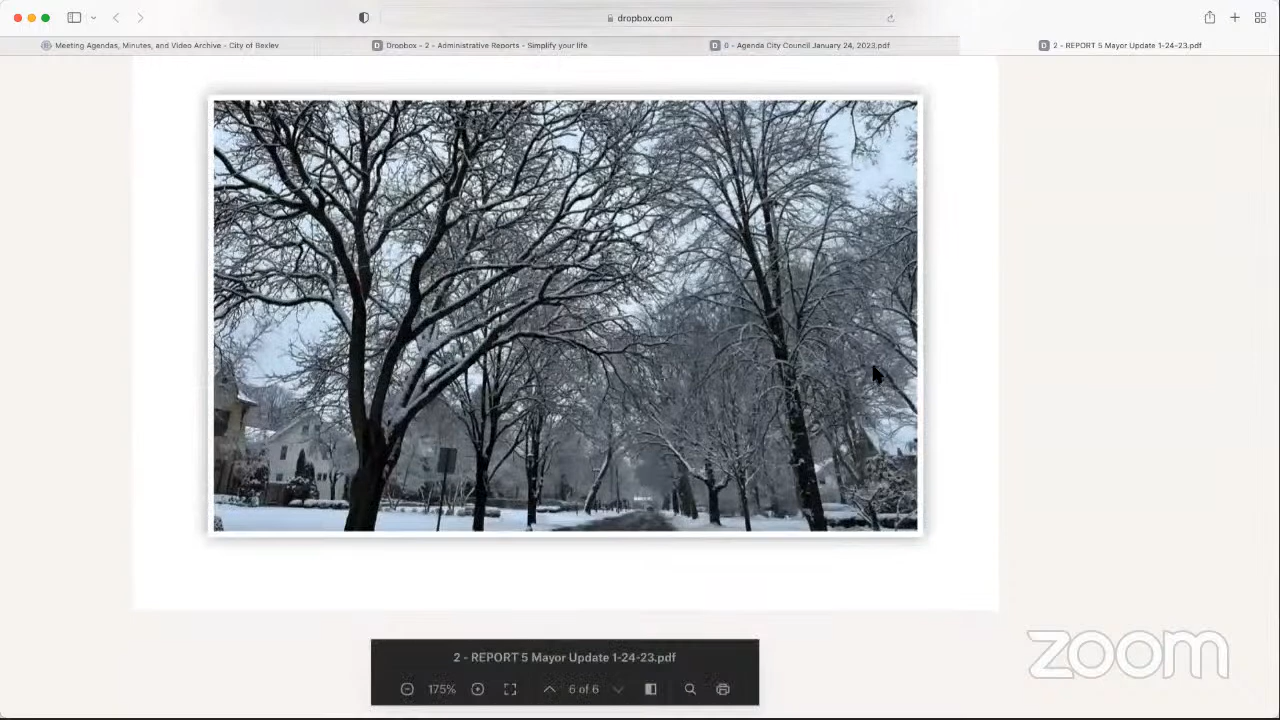 dropbox.com
Meeting Agendas, Minutes, and Video Archive - City of Bexley
Dropbox - 2 - Administrative Reports - Simplify your life
0 - Agenda City Council January 24, 2023.pdf
2 - REPORT 5 Mayor Update 1-24-23.pdf
2 - REPORT 5 Mayor Update 1-24-23.pdf
175%
6 of 6
zoom